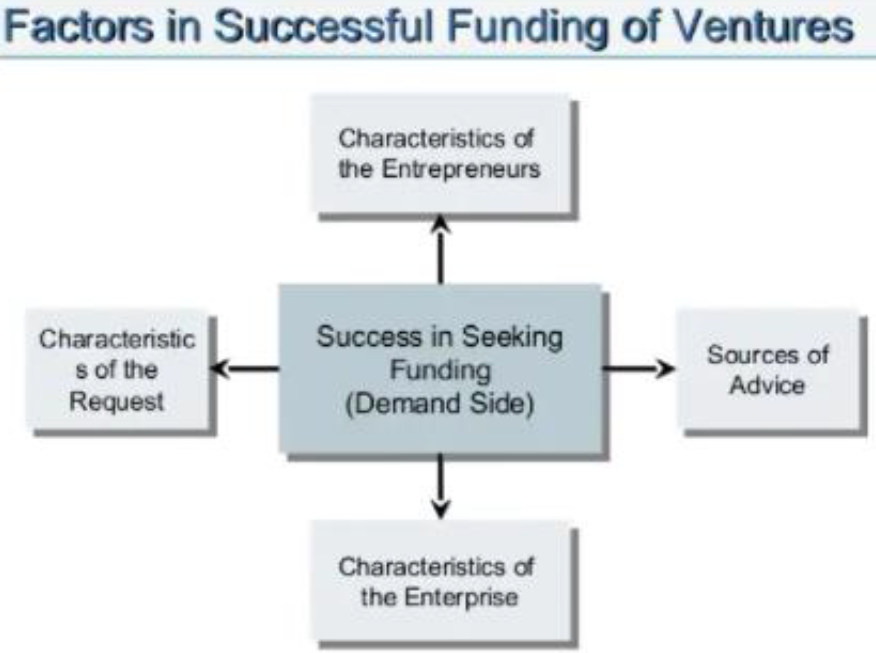 Factors in Successful Funding of Ventures
Characteristics of
the Entrepreneurs
Characteristic
s of the
Request
Success in Seeking
Funding
(Demand Side)
Sources of
Advice
Characteristics of
the Enterprise